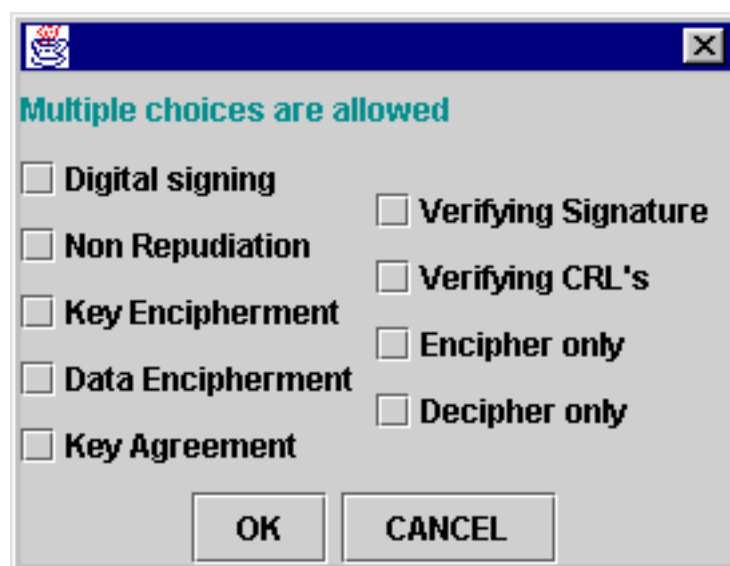 Multiple choices are allowed
Digital signing
Non Repudiation
Key Encipherment
Data Encipherment
Key Agreement
Verifying Signature
Verifying CRL's
Encipher only
Decipher only
OK
CANCEL